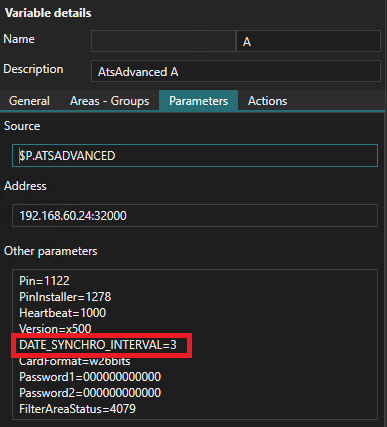 Variable details
Name A
Description AtsAdvanced A
General Areas - Groups Parameters Actions
Source
$P.ATSADVANCED
Address
192.168.60.24:32000
Other parameters
Pin=1122
PinInstaller=1278
Heartbeat=1000
Version=x500
DATE_SYNCHRO_INTERVAL=3
CardFormat=w26bits
Password1=000000000000
Password2=000000000000
FilterAreaStatus=4079